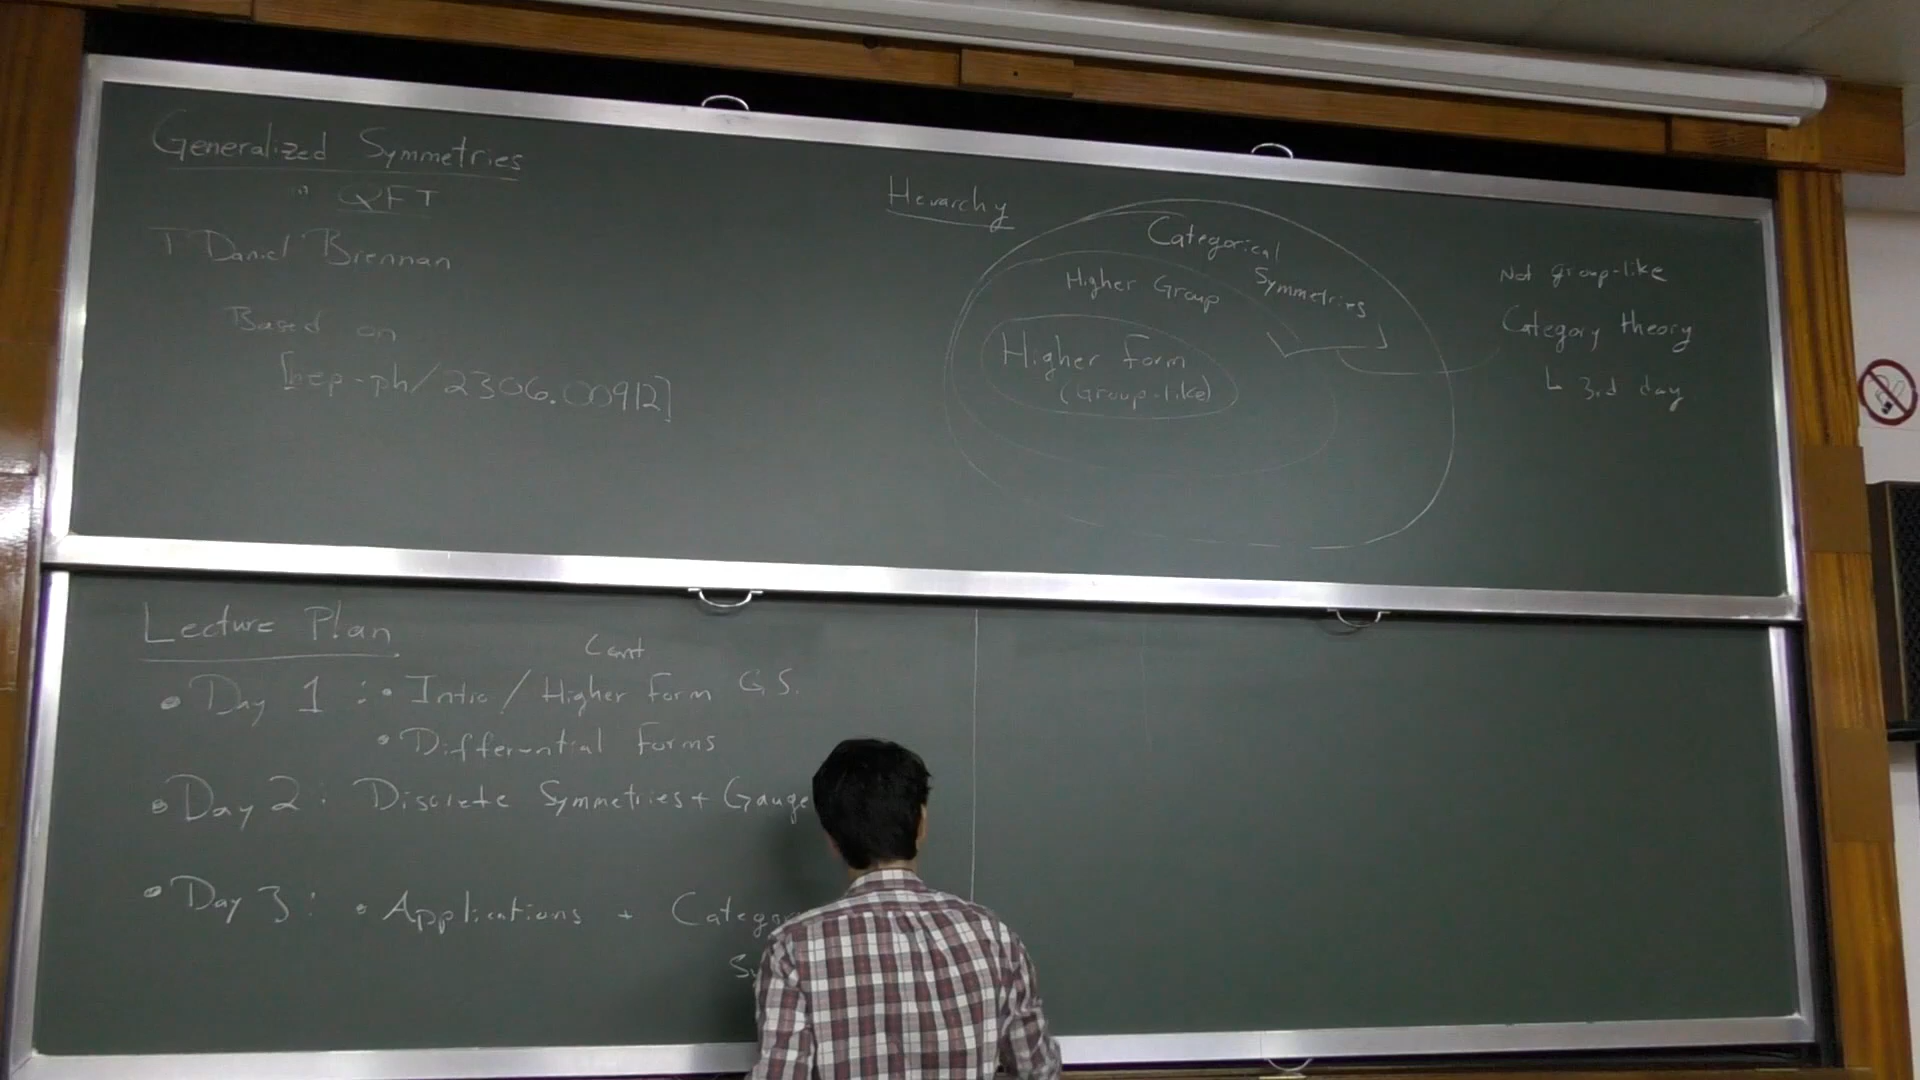 Generalized Symmetries
in QFT
T Daniel Brennan
Based on
[hep-ph/2306.00912]
Hierarchy
Categorical
Symmetries
Higher Group
Higher Form
(Group-like)
Not group-like
Category theory
3rd day
Lecture Plan
Cont
• Day 1 : • Intro / Higher Form G.S.
• Differential Forms
• Day 2 : Discrete Symmetries + Gauge
• Day 3 : • Applications +